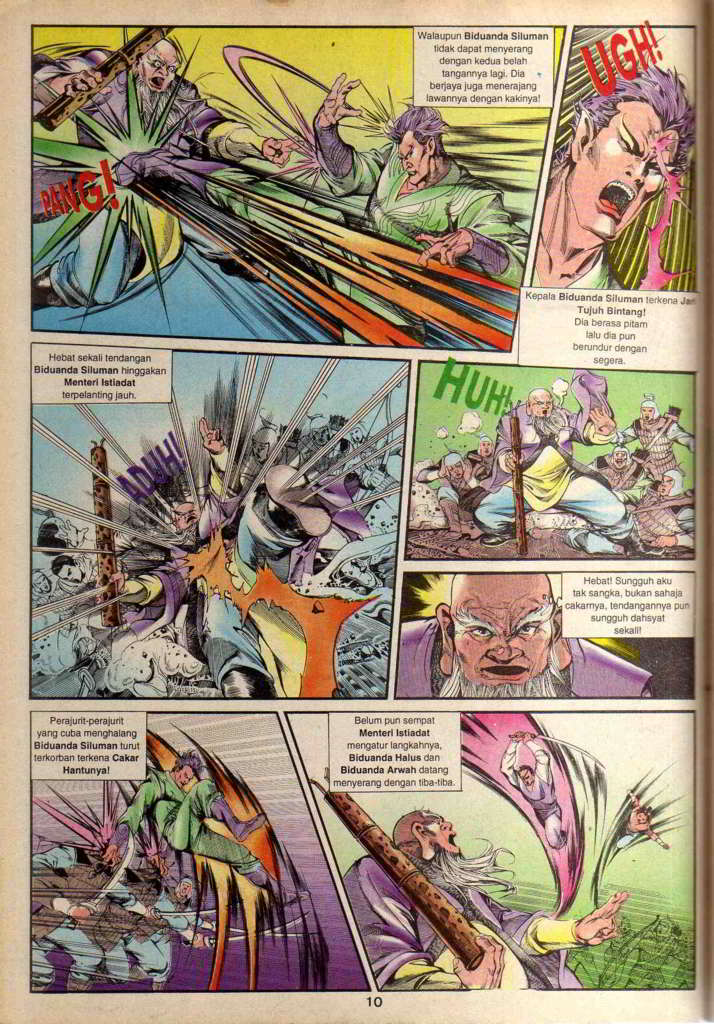 Walaupun Biduanda Siluman
tidak dapat menyerang
dengan kedua belah
tangannya lagi. Dia
berjaya juga menerajang
lawannya dengan kakinya!
PANG!
UGH!
Kepala Biduanda Siluman terkena Jari
Tujuh Bintang!
Dia berasa pitam
lalu dia pun
berundur dengan
segera.
Hebat sekali tendangan
Biduanda Siluman hinggakan
Menteri Istiadat
terpelanting jauh.
ADUH!
HUH!
Hebat! Sungguh aku
tak sangka, bukan sahaja
cakarnya, tendangannya pun
sungguh dahsyat
sekali!
Perajurit-perajurit
yang cuba menghalang
Biduanda Siluman turut
terkorban terkena Cakar
Hantunya!
Belum pun sempat
Menteri Istiadat
mengatur langkahnya,
Biduanda Halus dan
Biduanda Arwah datang
menyerang dengan tiba-tiba.
10